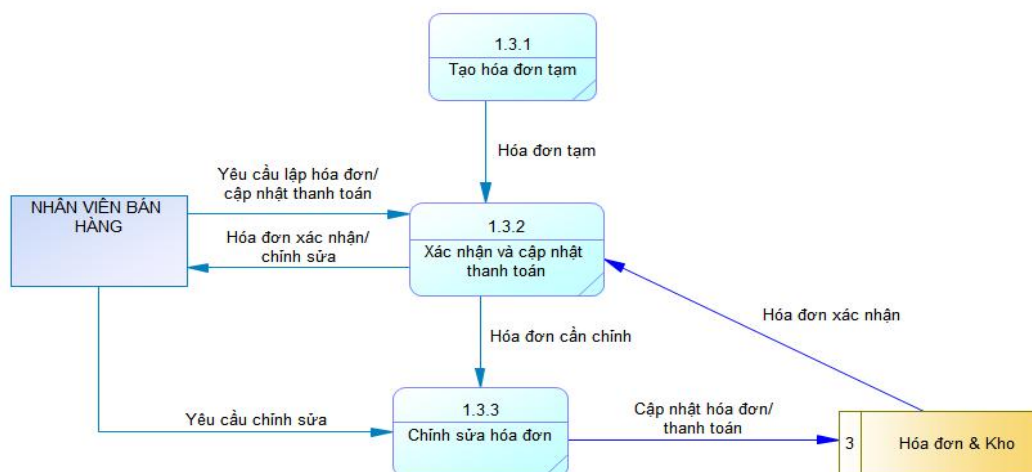 1.3.1
Tạo hóa đơn tạm
Hóa đơn tạm
Yêu cầu lập hóa đơn/
cập nhật thanh toán
NHÂN VIÊN BÁN
HÀNG
1.3.2
Xác nhận và cập nhật
thanh toán
Hóa đơn xác nhận/
chỉnh sửa
Hóa đơn xác nhận
Hóa đơn cần chỉnh
1.3.3
Chỉnh sửa hóa đơn
Yêu cầu chỉnh sửa
Cập nhật hóa đơn/
thanh toán
3
Hóa đơn & Kho